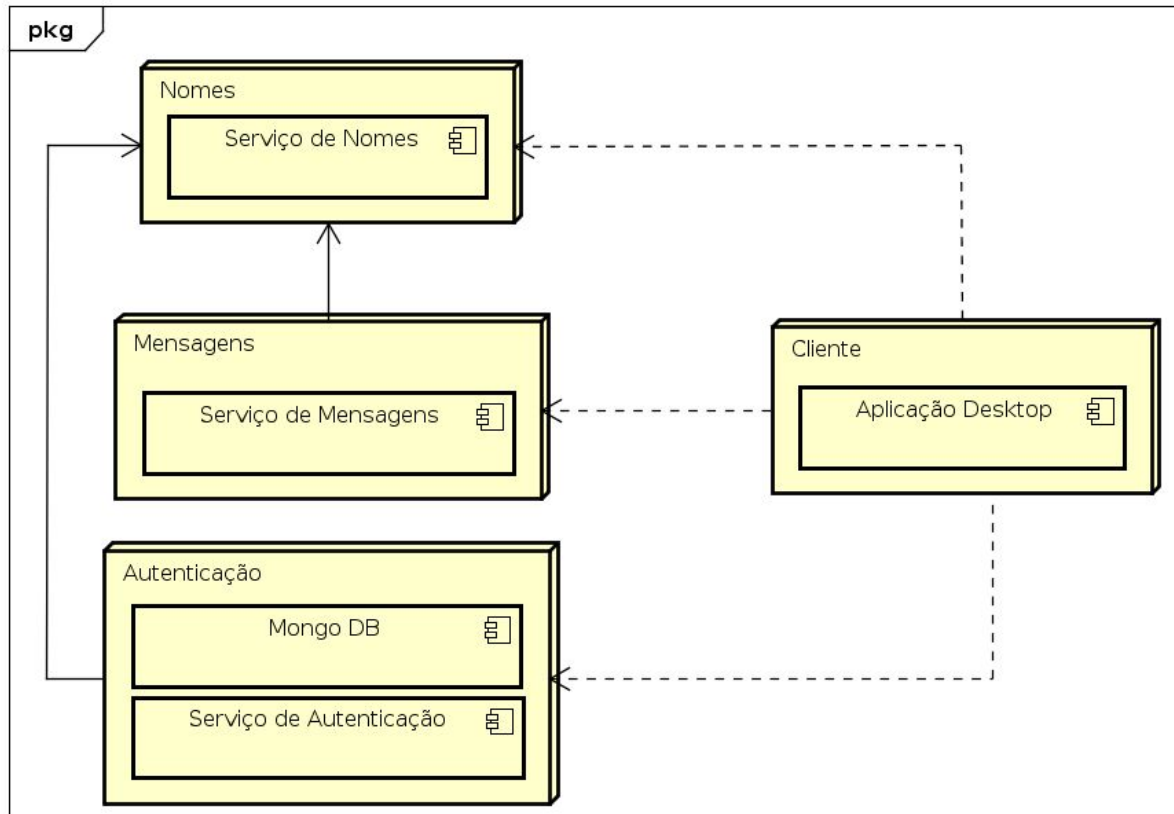 pkg
Nomes
Serviço de Nomes
Mensagens
Serviço de Mensagens
Cliente
Aplicação Desktop
Autenticação
Mongo DB
Serviço de Autenticação